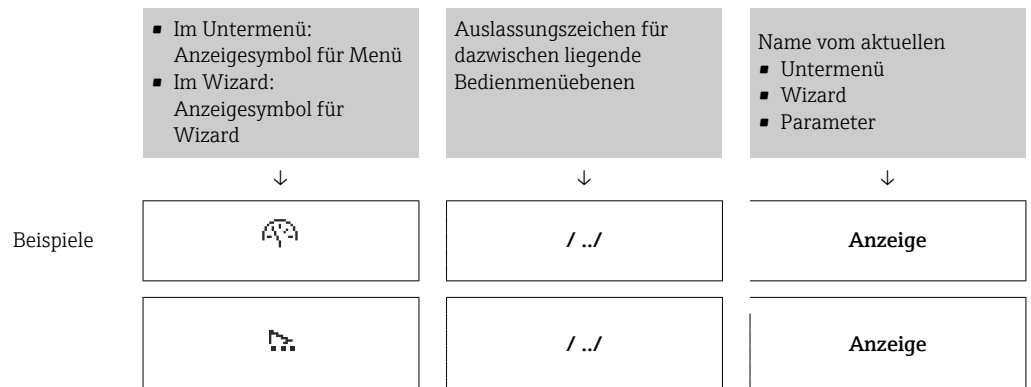 ▪ Im Untermenü:
Anzeigesymbol für Menü
▪ Im Wizard:
Anzeigesymbol für
Wizard
Auslassungszeichen für
dazwischen liegende
Bedienmenüebenen
Name vom aktuellen
▪ Untermenü
▪ Wizard
▪ Parameter
↓ ↓ ↓
Beispiele / ../ Anzeige
/ ../ Anzeige